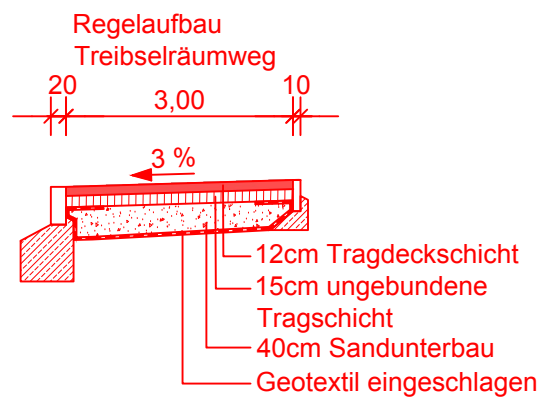 Regelaufbau
Treibselräumweg
20 3,00 10
3 %
12cm Tragdeckschicht
15cm ungebundene
Tragschicht
40cm Sandunterbau
Geotextil eingeschlagen